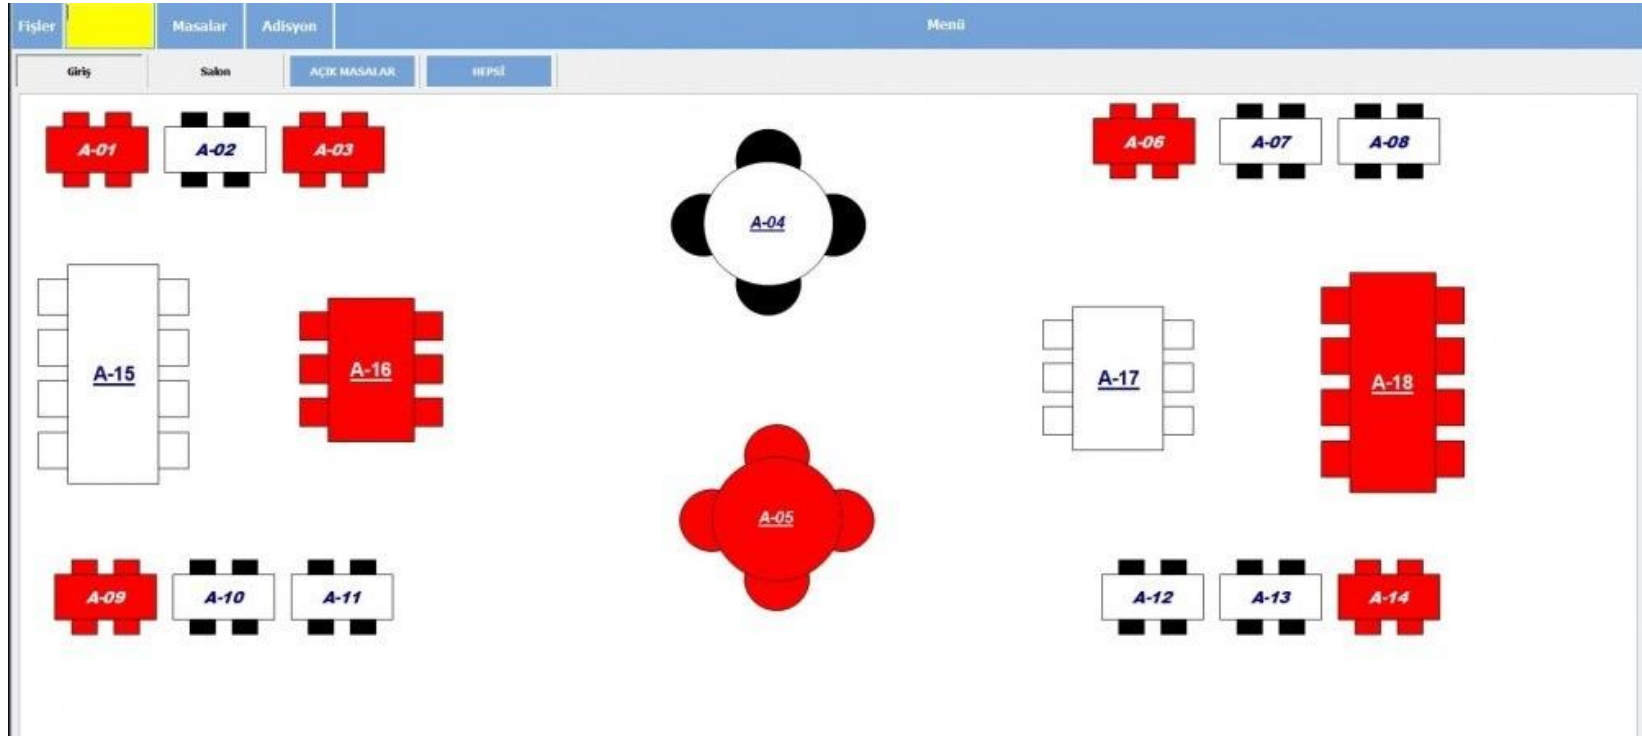 Fişler Masalar Adisyon Menü
Giriş Salon AÇIK MASALAR HEPSİ
A-01 A-02 A-03 A-06 A-07 A-08
A-04
A-15 A-16 A-17 A-18
A-05
A-09 A-10 A-11 A-12 A-13 A-14